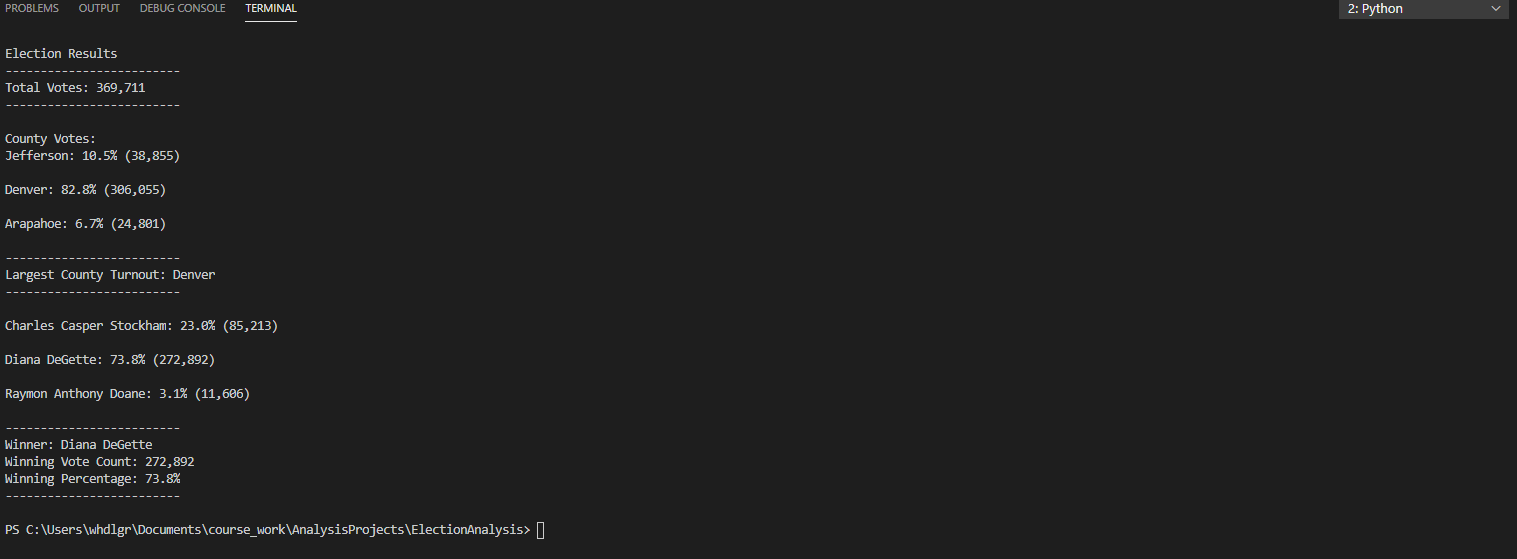 PROBLEMS OUTPUT DEBUG CONSOLE TERMINAL 2: Python
Election Results
-------------------------
Total Votes: 369,711
-------------------------
County Votes:
Jefferson: 10.5% (38,855)
Denver: 82.8% (306,055)
Arapahoe: 6.7% (24,801)
-------------------------
Largest County Turnout: Denver
-------------------------
Charles Casper Stockham: 23.0% (85,213)
Diana DeGette: 73.8% (272,892)
Raymon Anthony Doane: 3.1% (11,606)
-------------------------
Winner: Diana DeGette
Winning Vote Count: 272,892
Winning Percentage: 73.8%
-------------------------
PS C:\Users\whdlgr\Documents\course_work\AnalysisProjects\ElectionAnalysis>